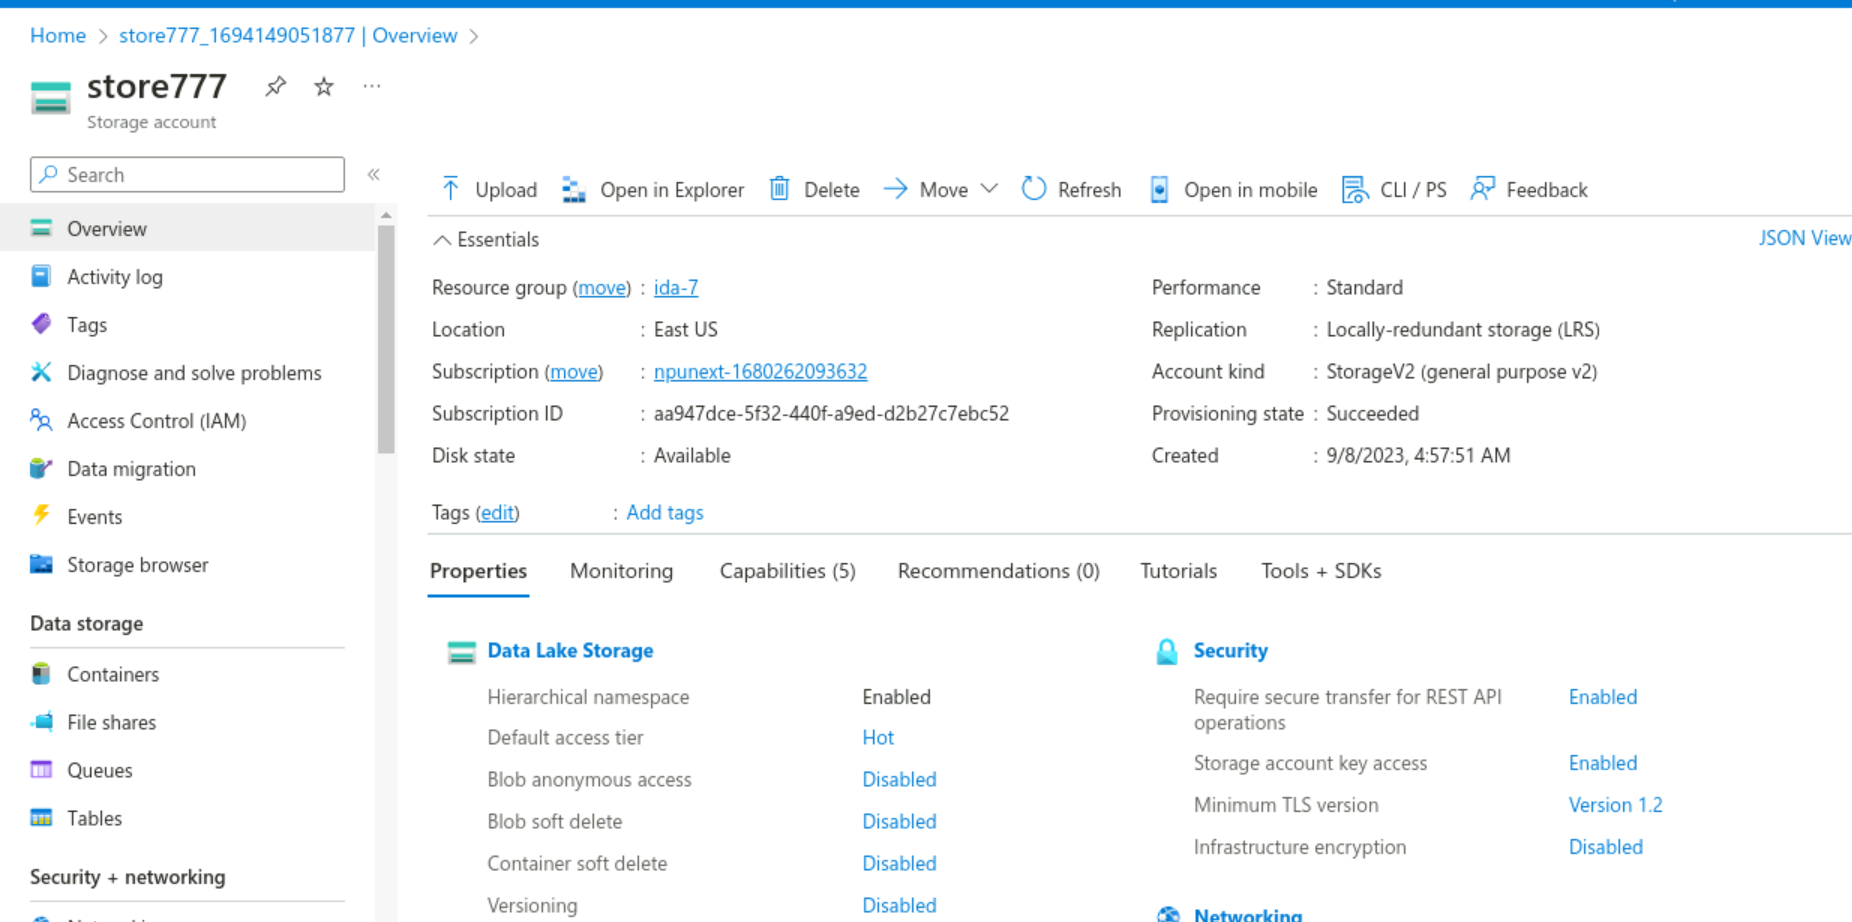 Home > store777_1694149051877 | Overview >
store777 ...
Storage account
Search «
Upload Open in Explorer Delete Move Refresh Open in mobile CLI / PS Feedback
Overview
Activity log
Tags
Diagnose and solve problems
Access Control (IAM)
Data migration
Events
Storage browser
Data storage
Containers
File shares
Queues
Tables
Security + networking
Essentials JSON View
Resource group (move) : ida-7
Location : East US
Subscription (move) : npunext-1680262093632
Subscription ID : aa947dce-5f32-440f-a9ed-d2b27c7ebc52
Disk state : Available
Performance : Standard
Replication : Locally-redundant storage (LRS)
Account kind : StorageV2 (general purpose v2)
Provisioning state : Succeeded
Created : 9/8/2023, 4:57:51 AM
Tags (edit) : Add tags
Properties Monitoring Capabilities (5) Recommendations (0) Tutorials Tools + SDKs
Data Lake Storage
Hierarchical namespace Enabled
Default access tier Hot
Blob anonymous access Disabled
Blob soft delete Disabled
Container soft delete Disabled
Versioning Disabled
Security
Require secure transfer for REST API
operations Enabled
Storage account key access Enabled
Minimum TLS version Version 1.2
Infrastructure encryption Disabled
Networking